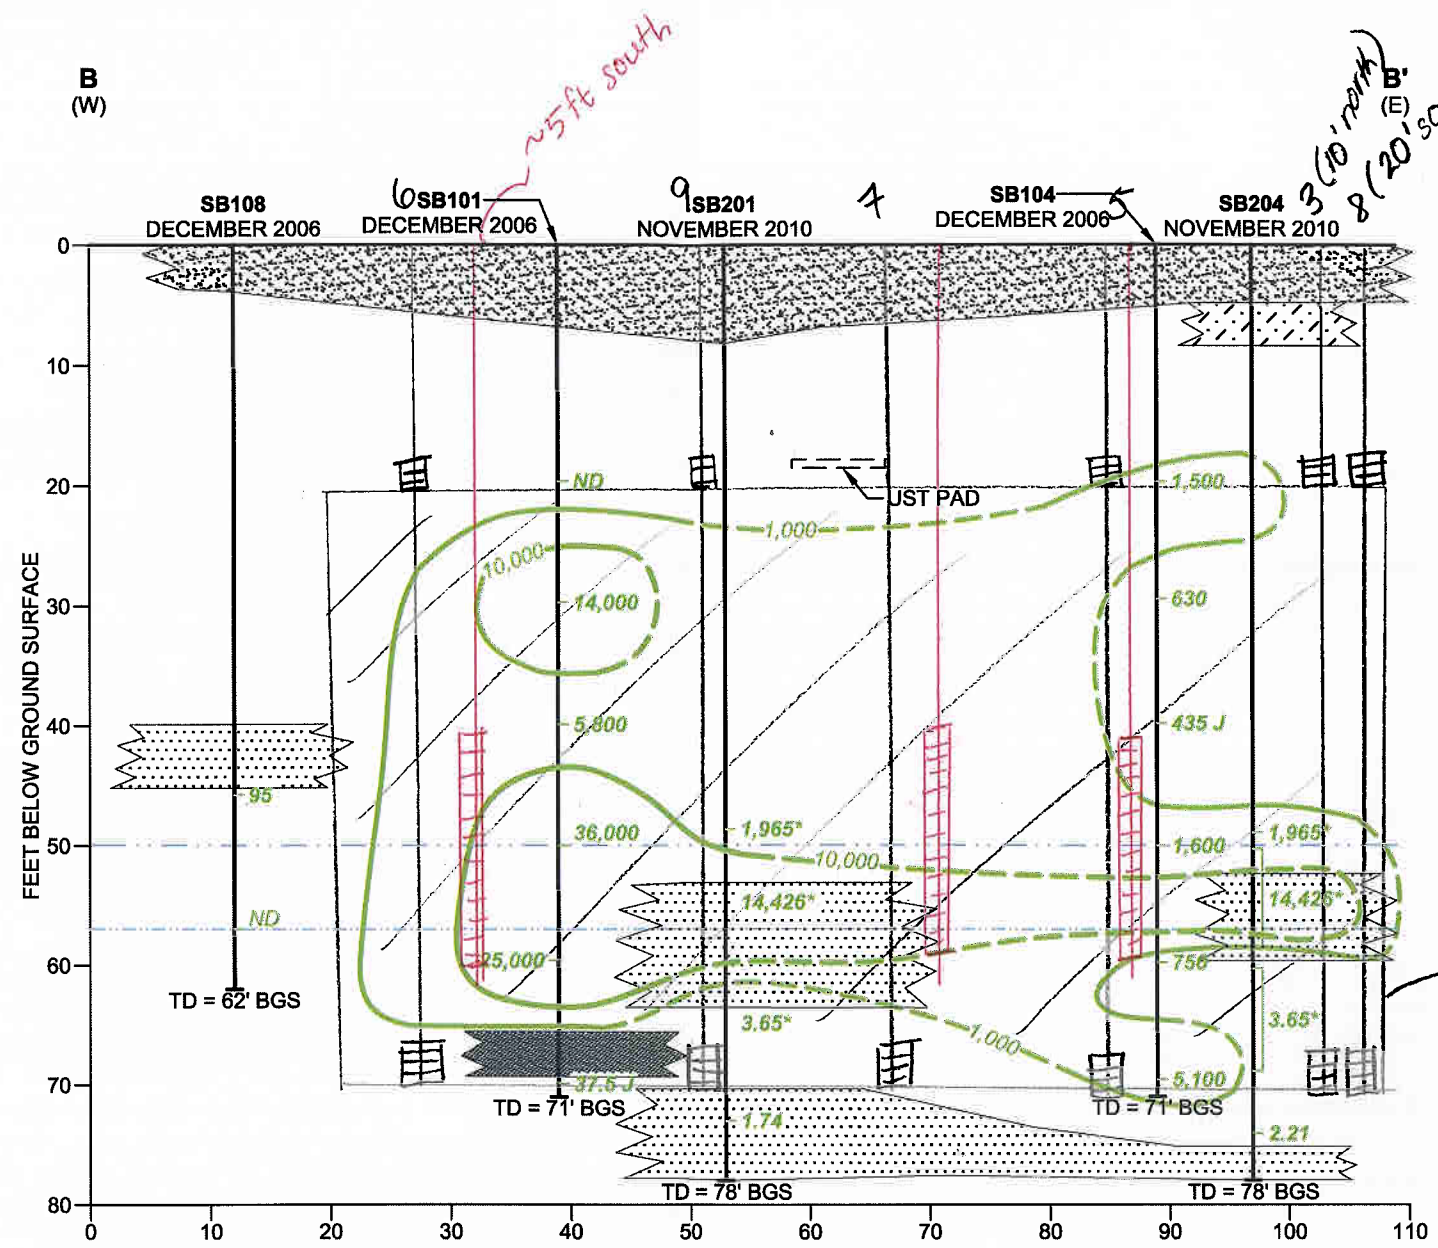 ~5 ft south
3 (10' north)
8 (20' so
B
(W)
B'
(E)
SB108
DECEMBER 2006
6 SB101
DECEMBER 2006
9 SB201
NOVEMBER 2010
7
SB104 5
DECEMBER 2006
SB204
NOVEMBER 2010
FEET BELOW GROUND SURFACE
0
10
20
30
40
50
60
70
80
ND
1,500
UST PAD
1,000
10,000
14,000
630
5,800
435 J
95
36,000
1,965*
10,000
1,600
1,965*
14,426*
14,426*
ND
25,000
756
TD = 62' BGS
3.65*
1,000
3.65*
37.5 J
5,100
TD = 71' BGS
TD = 71' BGS
1.74
2.21
TD = 78' BGS
TD = 78' BGS
0 10 20 30 40 50 60 70 80 90 100 110